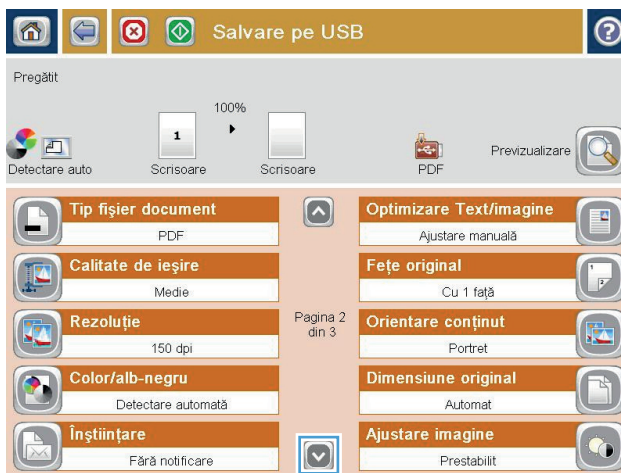 Salvare pe USB
Pregătit
100%
1
Detectare auto
Scrisoare
Scrisoare
PDF
Previzualizare
Tip fişier document
PDF
Calitate de ieşire
Medie
Rezoluţie
150 dpi
Color/alb-negru
Detectare automată
Înştiinţare
Fără notificare
Pagina 2
din 3
Optimizare Text/imagine
Ajustare manuală
Feţe original
1
2
Cu 1 faţă
Orientare conţinut
Portret
Dimensiune original
Automat
Ajustare imagine
Prestabilit